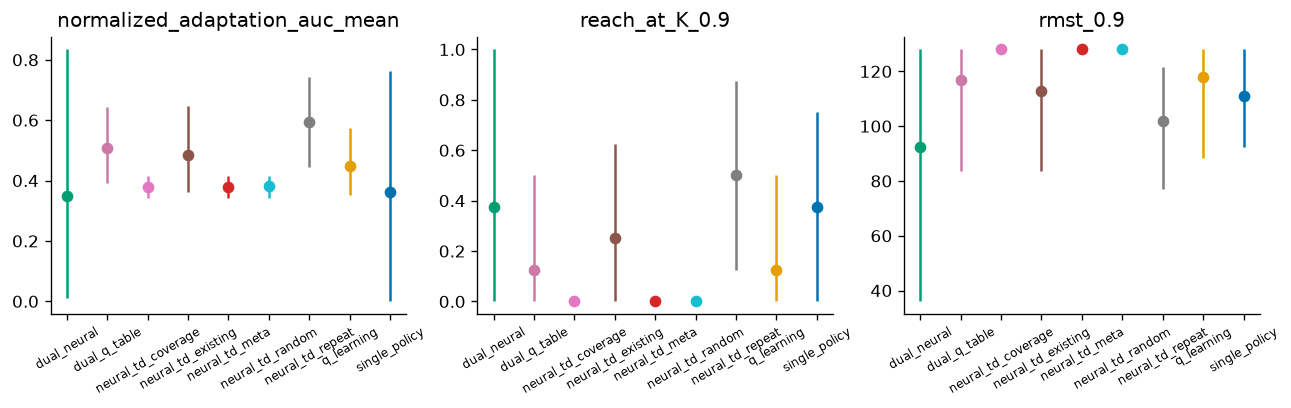 normalized_adaptation_auc_mean
0.8
0.6
0.4
0.2
0.0
dual_neural
dual_q_table
neural_td_coverage
neural_td_existing
neural_td_meta
neural_td_random
neural_td_repeat
q_learning
single_policy
reach_at_K_0.9
1.0
0.8
0.6
0.4
0.2
0.0
dual_neural
dual_q_table
neural_td_coverage
neural_td_existing
neural_td_meta
neural_td_random
neural_td_repeat
q_learning
single_policy
rmst_0.9
120
100
80
60
40
dual_neural
dual_q_table
neural_td_coverage
neural_td_existing
neural_td_meta
neural_td_random
neural_td_repeat
q_learning
single_policy